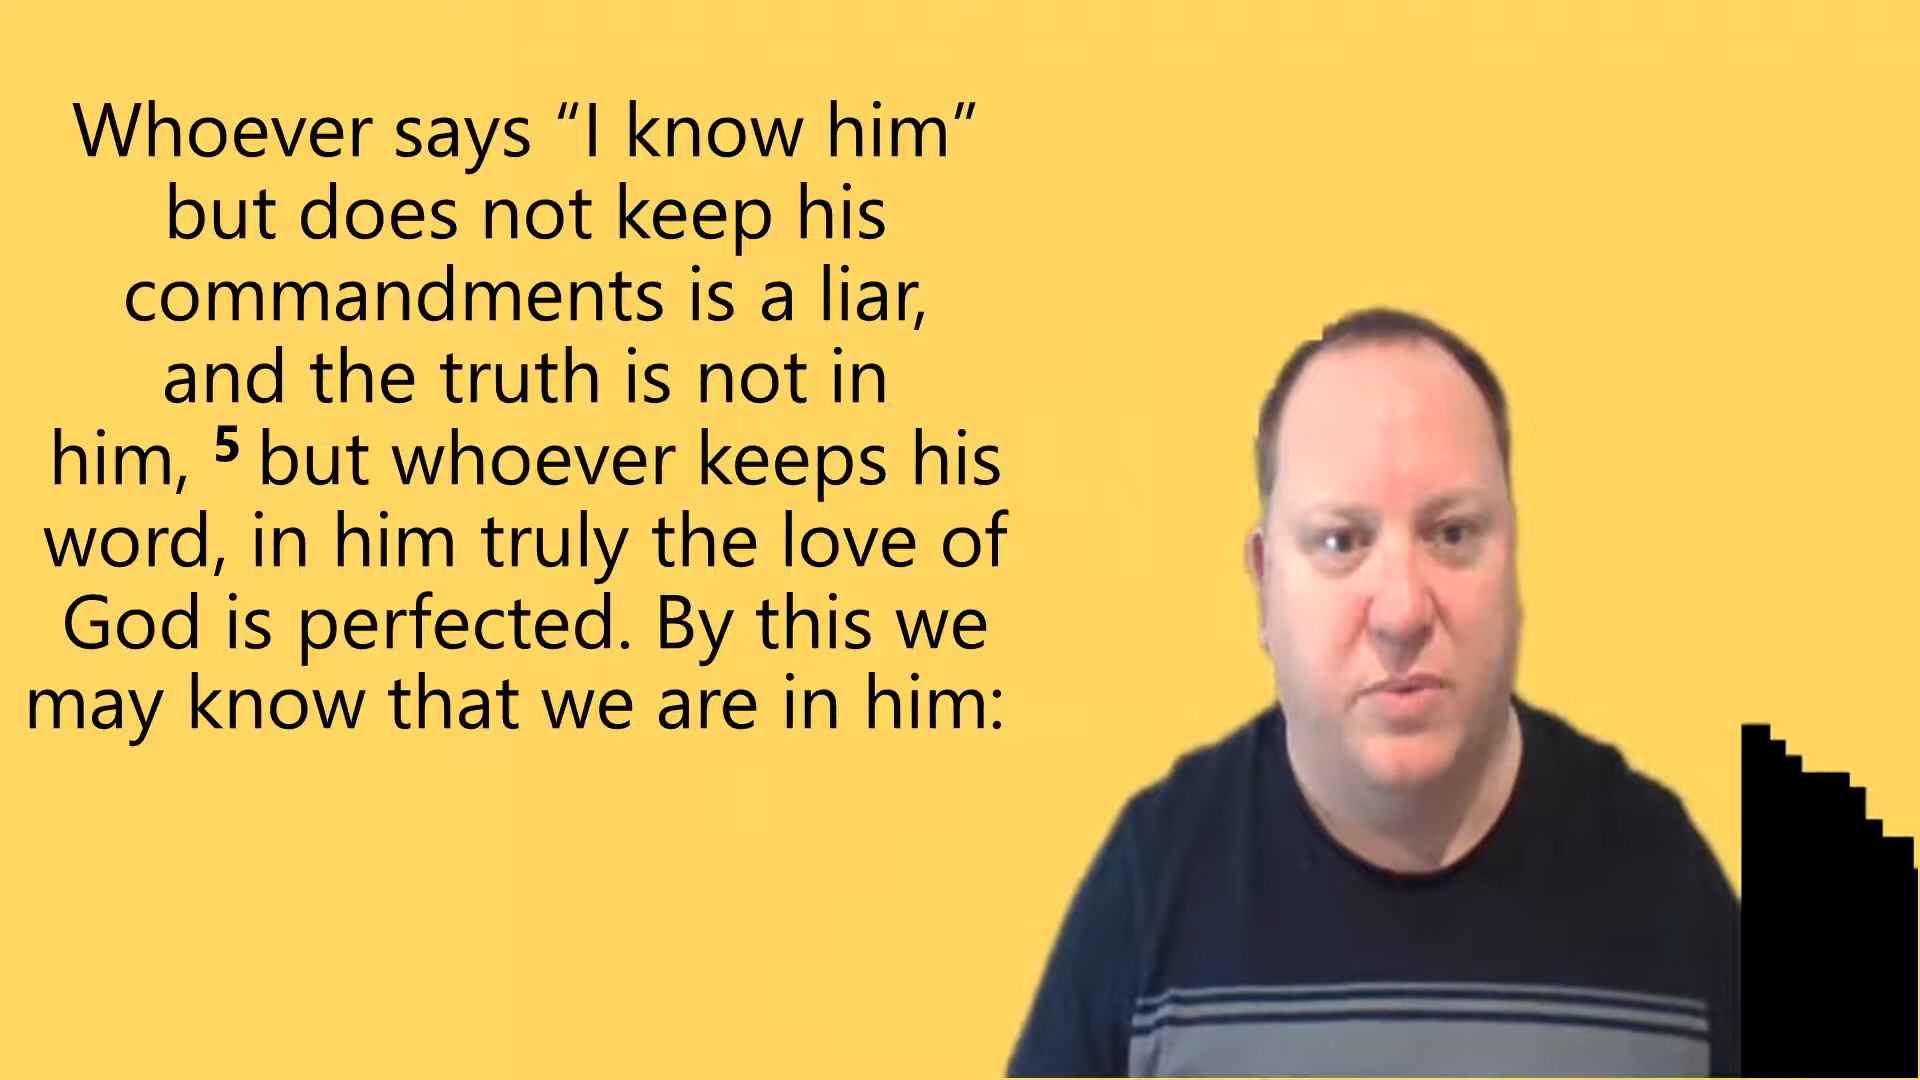 Whoever says “I know him”
but does not keep his
commandments is a liar,
and the truth is not in
him, 5 but whoever keeps his
word, in him truly the love of
God is perfected. By this we
may know that we are in him: